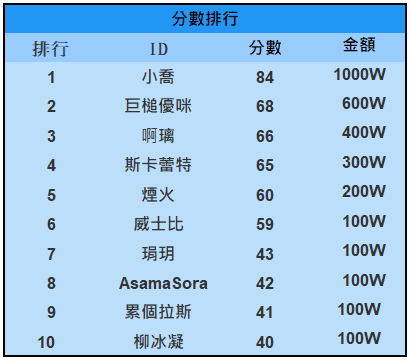 分數排行
排行 ID 分數 金額
1 小喬 84 1000W
2 巨槌優咪 68 600W
3 啊璃 66 400W
4 斯卡蕾特 65 300W
5 煙火 60 200W
6 威士比 59 100W
7 琄玥 43 100W
8 AsamaSora 42 100W
9 累個拉斯 41 100W
10 柳冰凝 40 100W